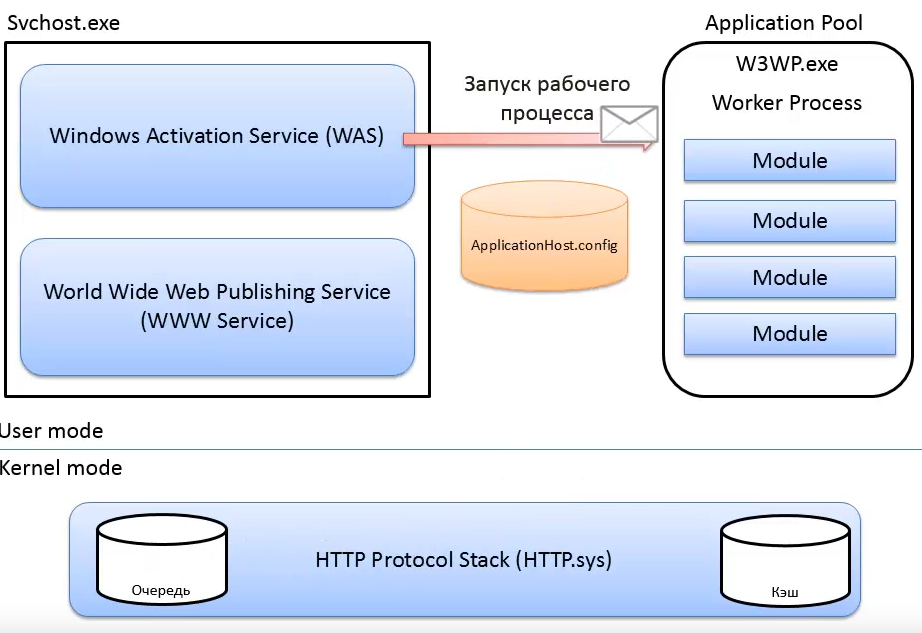 Svchost.exe
Windows Activation Service (WAS)
World Wide Web Publishing Service
(WWW Service)
Запуск рабочего
процесса
ApplicationHost.config
Application Pool
W3WP.exe
Worker Process
Module
Module
Module
Module
User mode
Kernel mode
Очередь
HTTP Protocol Stack (HTTP.sys)
Кэш